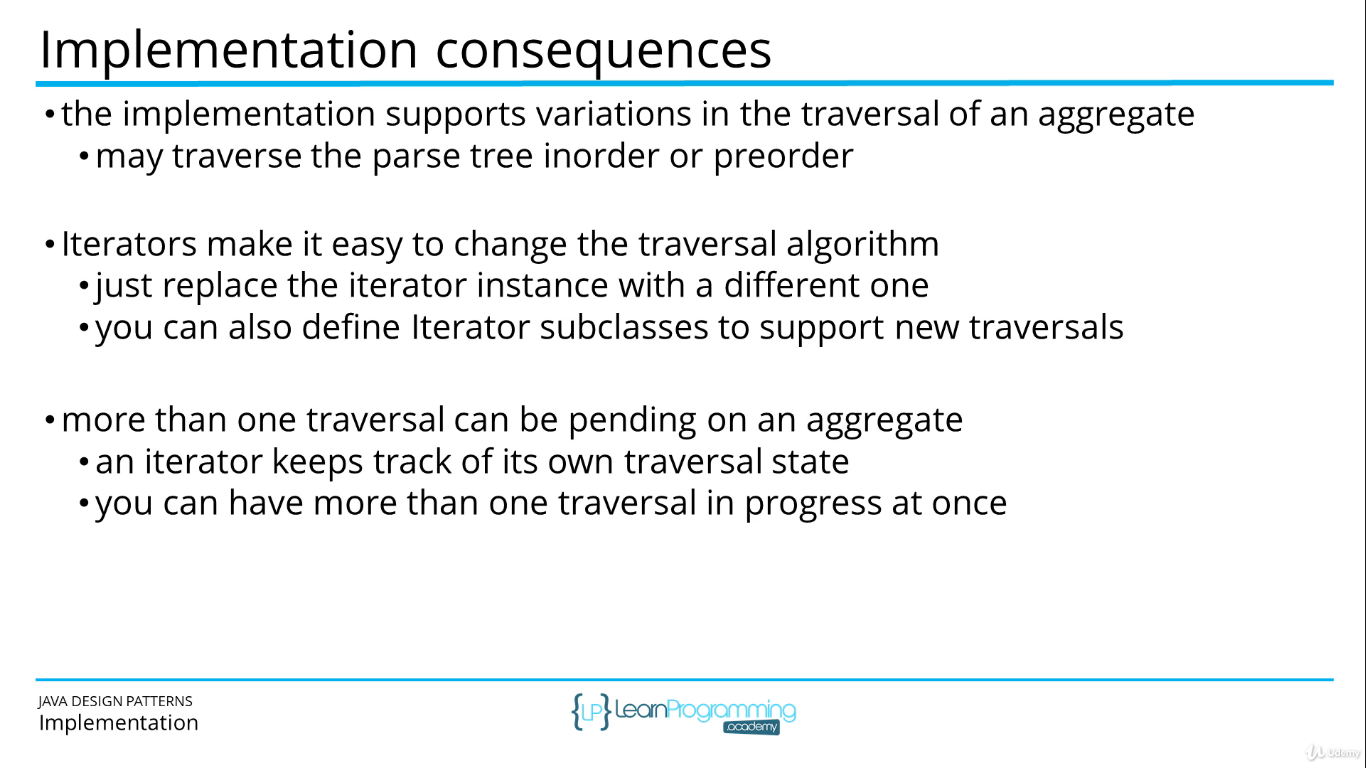 Implementation consequences
• the implementation supports variations in the traversal of an aggregate
• may traverse the parse tree inorder or preorder
• Iterators make it easy to change the traversal algorithm
• just replace the iterator instance with a different one
• you can also define Iterator subclasses to support new traversals
• more than one traversal can be pending on an aggregate
• an iterator keeps track of its own traversal state
• you can have more than one traversal in progress at once
JAVA DESIGN PATTERNS
Implementation
{LP} LearnProgramming
.academy
Udemy